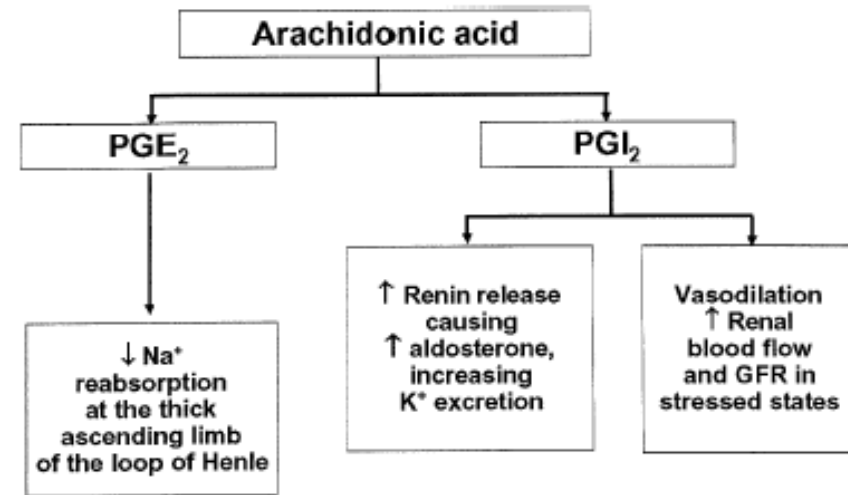 Arachidonic acid
PGE₂
PGI₂
↓ Na⁺
reabsorption
at the thick
ascending limb
of the loop of Henle
↑ Renin release
causing
↑ aldosterone,
increasing
K⁺ excretion
Vasodilation
↑ Renal
blood flow
and GFR in
stressed states